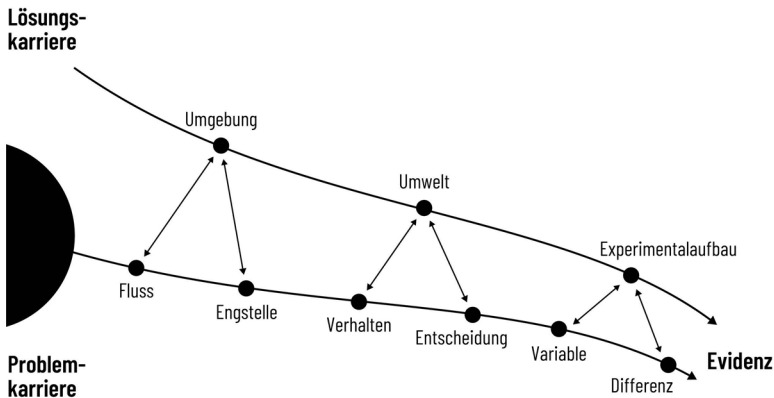 Lösungs-
karriere
Umgebung
Umwelt
Experimentalaufbau
Fluss
Engstelle
Verhalten
Entscheidung
Variable
Differenz
Evidenz
Problem-
karriere